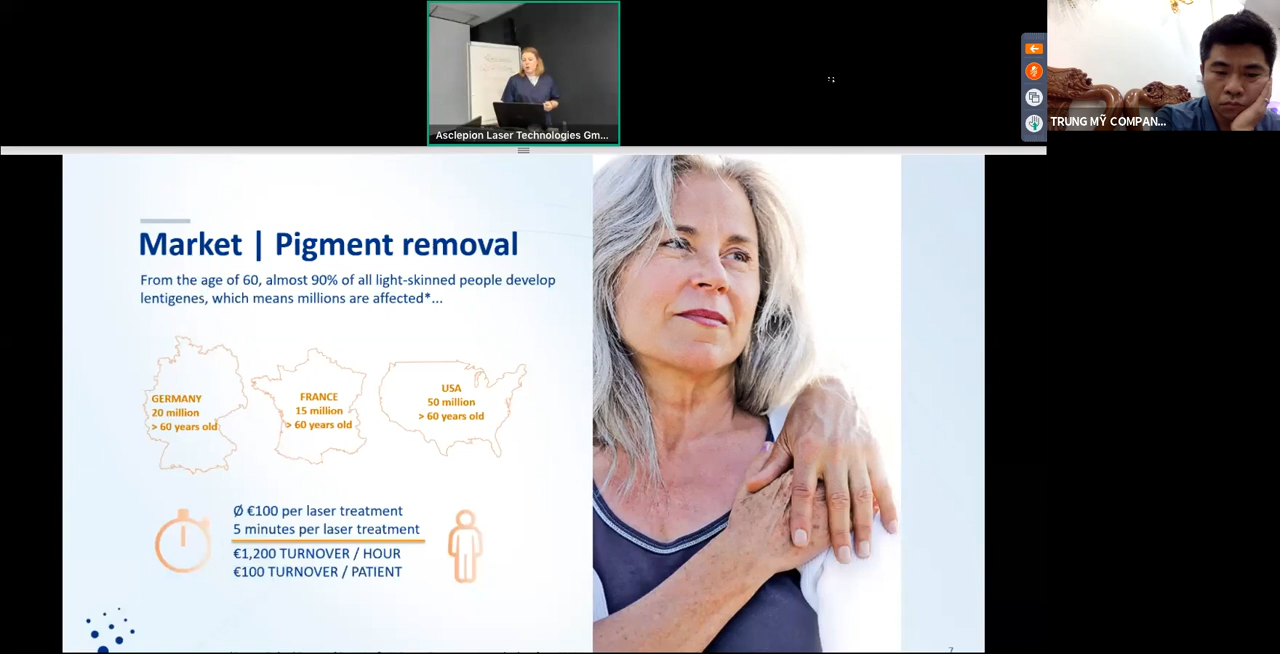 Asclepion Laser Technologies Gm...
TRUNG MỸ COMPAN...
Market | Pigment removal
From the age of 60, almost 90% of all light-skinned people develop
lentigenes, which means millions are affected*...
GERMANY
20 million
> 60 years old
FRANCE
15 million
> 60 years old
USA
50 million
> 60 years old
Ø €100 per laser treatment
5 minutes per laser treatment
€1,200 TURNOVER / HOUR
€100 TURNOVER / PATIENT
7